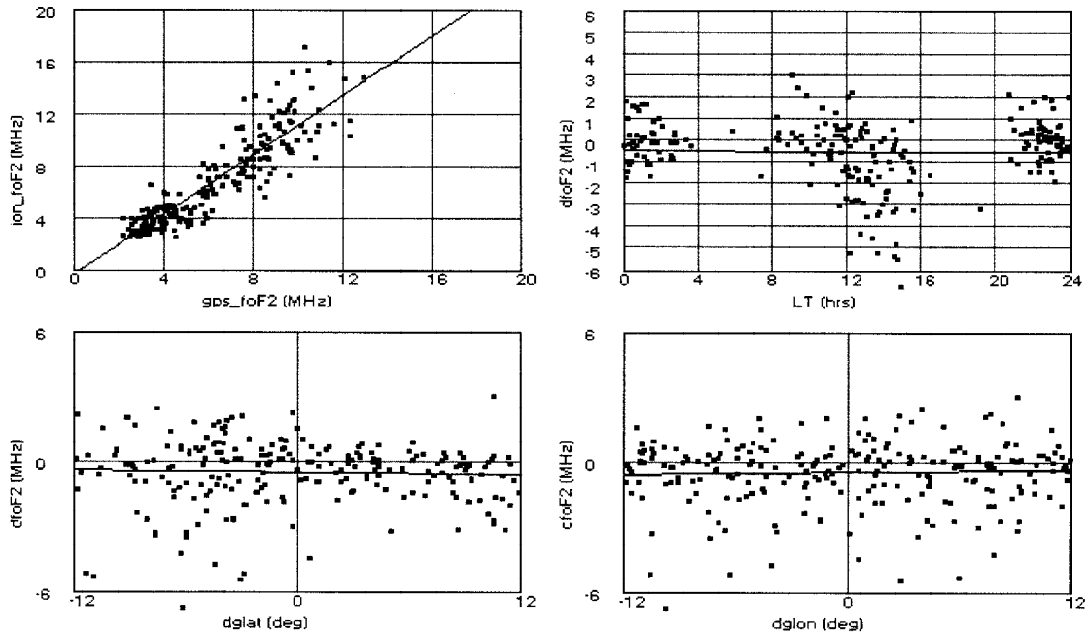 20
16
12
8
4
0
ion_foF2 (MHz)
0 4 8 12 16 20
gps_foF2 (MHz)
6
5
4
3
2
1
0
-1
-2
-3
-4
-5
-6
dfoF2 (MHz)
0 4 8 12 16 20 24
LT (hrs)
6
0
-6
dfoF2 (MHz)
-12 0 12
dglat (deg)
6
0
-6
cfoF2 (MHz)
-12 0 12
dglon (deg)